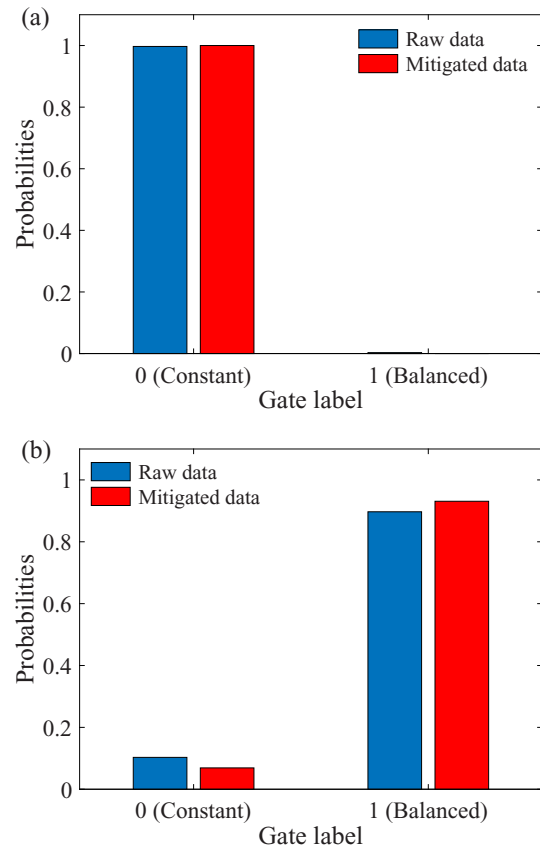 (a)
1
0.8
0.6
0.4
0.2
0
Probabilities
Raw data
Mitigated data
0 (Constant)
1 (Balanced)
Gate label
(b)
1
0.8
0.6
0.4
0.2
0
Probabilities
Raw data
Mitigated data
0 (Constant)
1 (Balanced)
Gate label